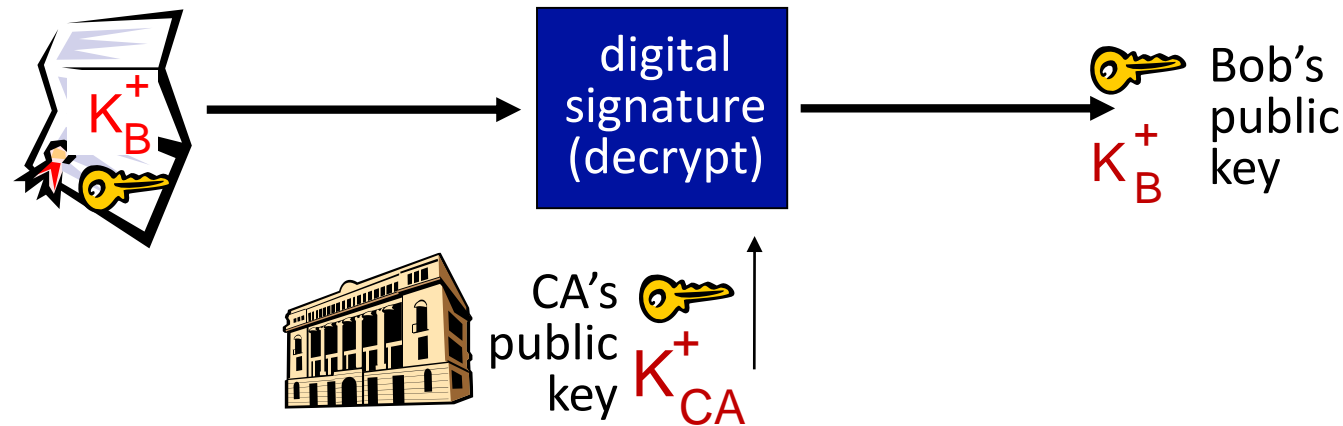 K+B
digital
signature
(decrypt)
Bob's
public
key
K+B
CA's
public
key
K+CA